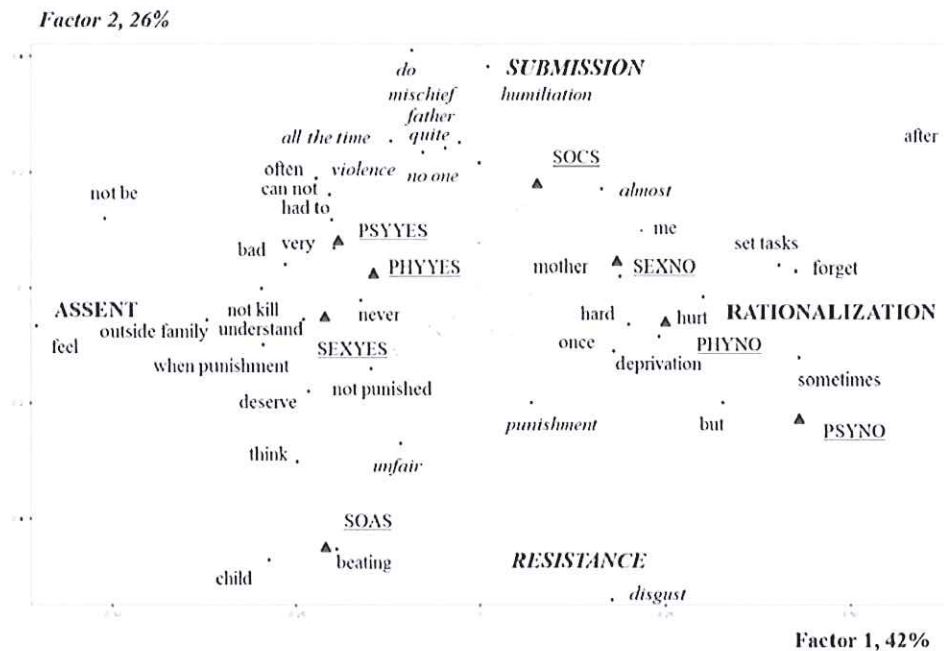 Factor 2, 26%
do
SUBMISSION
mischief
humiliation
father
all the time
quite
after
SOCS
often
violence
no one
almost
not be
can not
had to
me
PSYYES
bad
very
set tasks
mother
SEXNO
forget
PHYYES
ASSENT
not kill
never
hard
hurt
RATIONALIZATION
outside family
understand
feel
SEXYES
once
PHYNO
when punishment
deprivation
not punished
sometimes
deserve
punishment
but
PSYNO
think
unfair
SOAS
beating
RESISTANCE
child
disgust
Factor 1, 42%